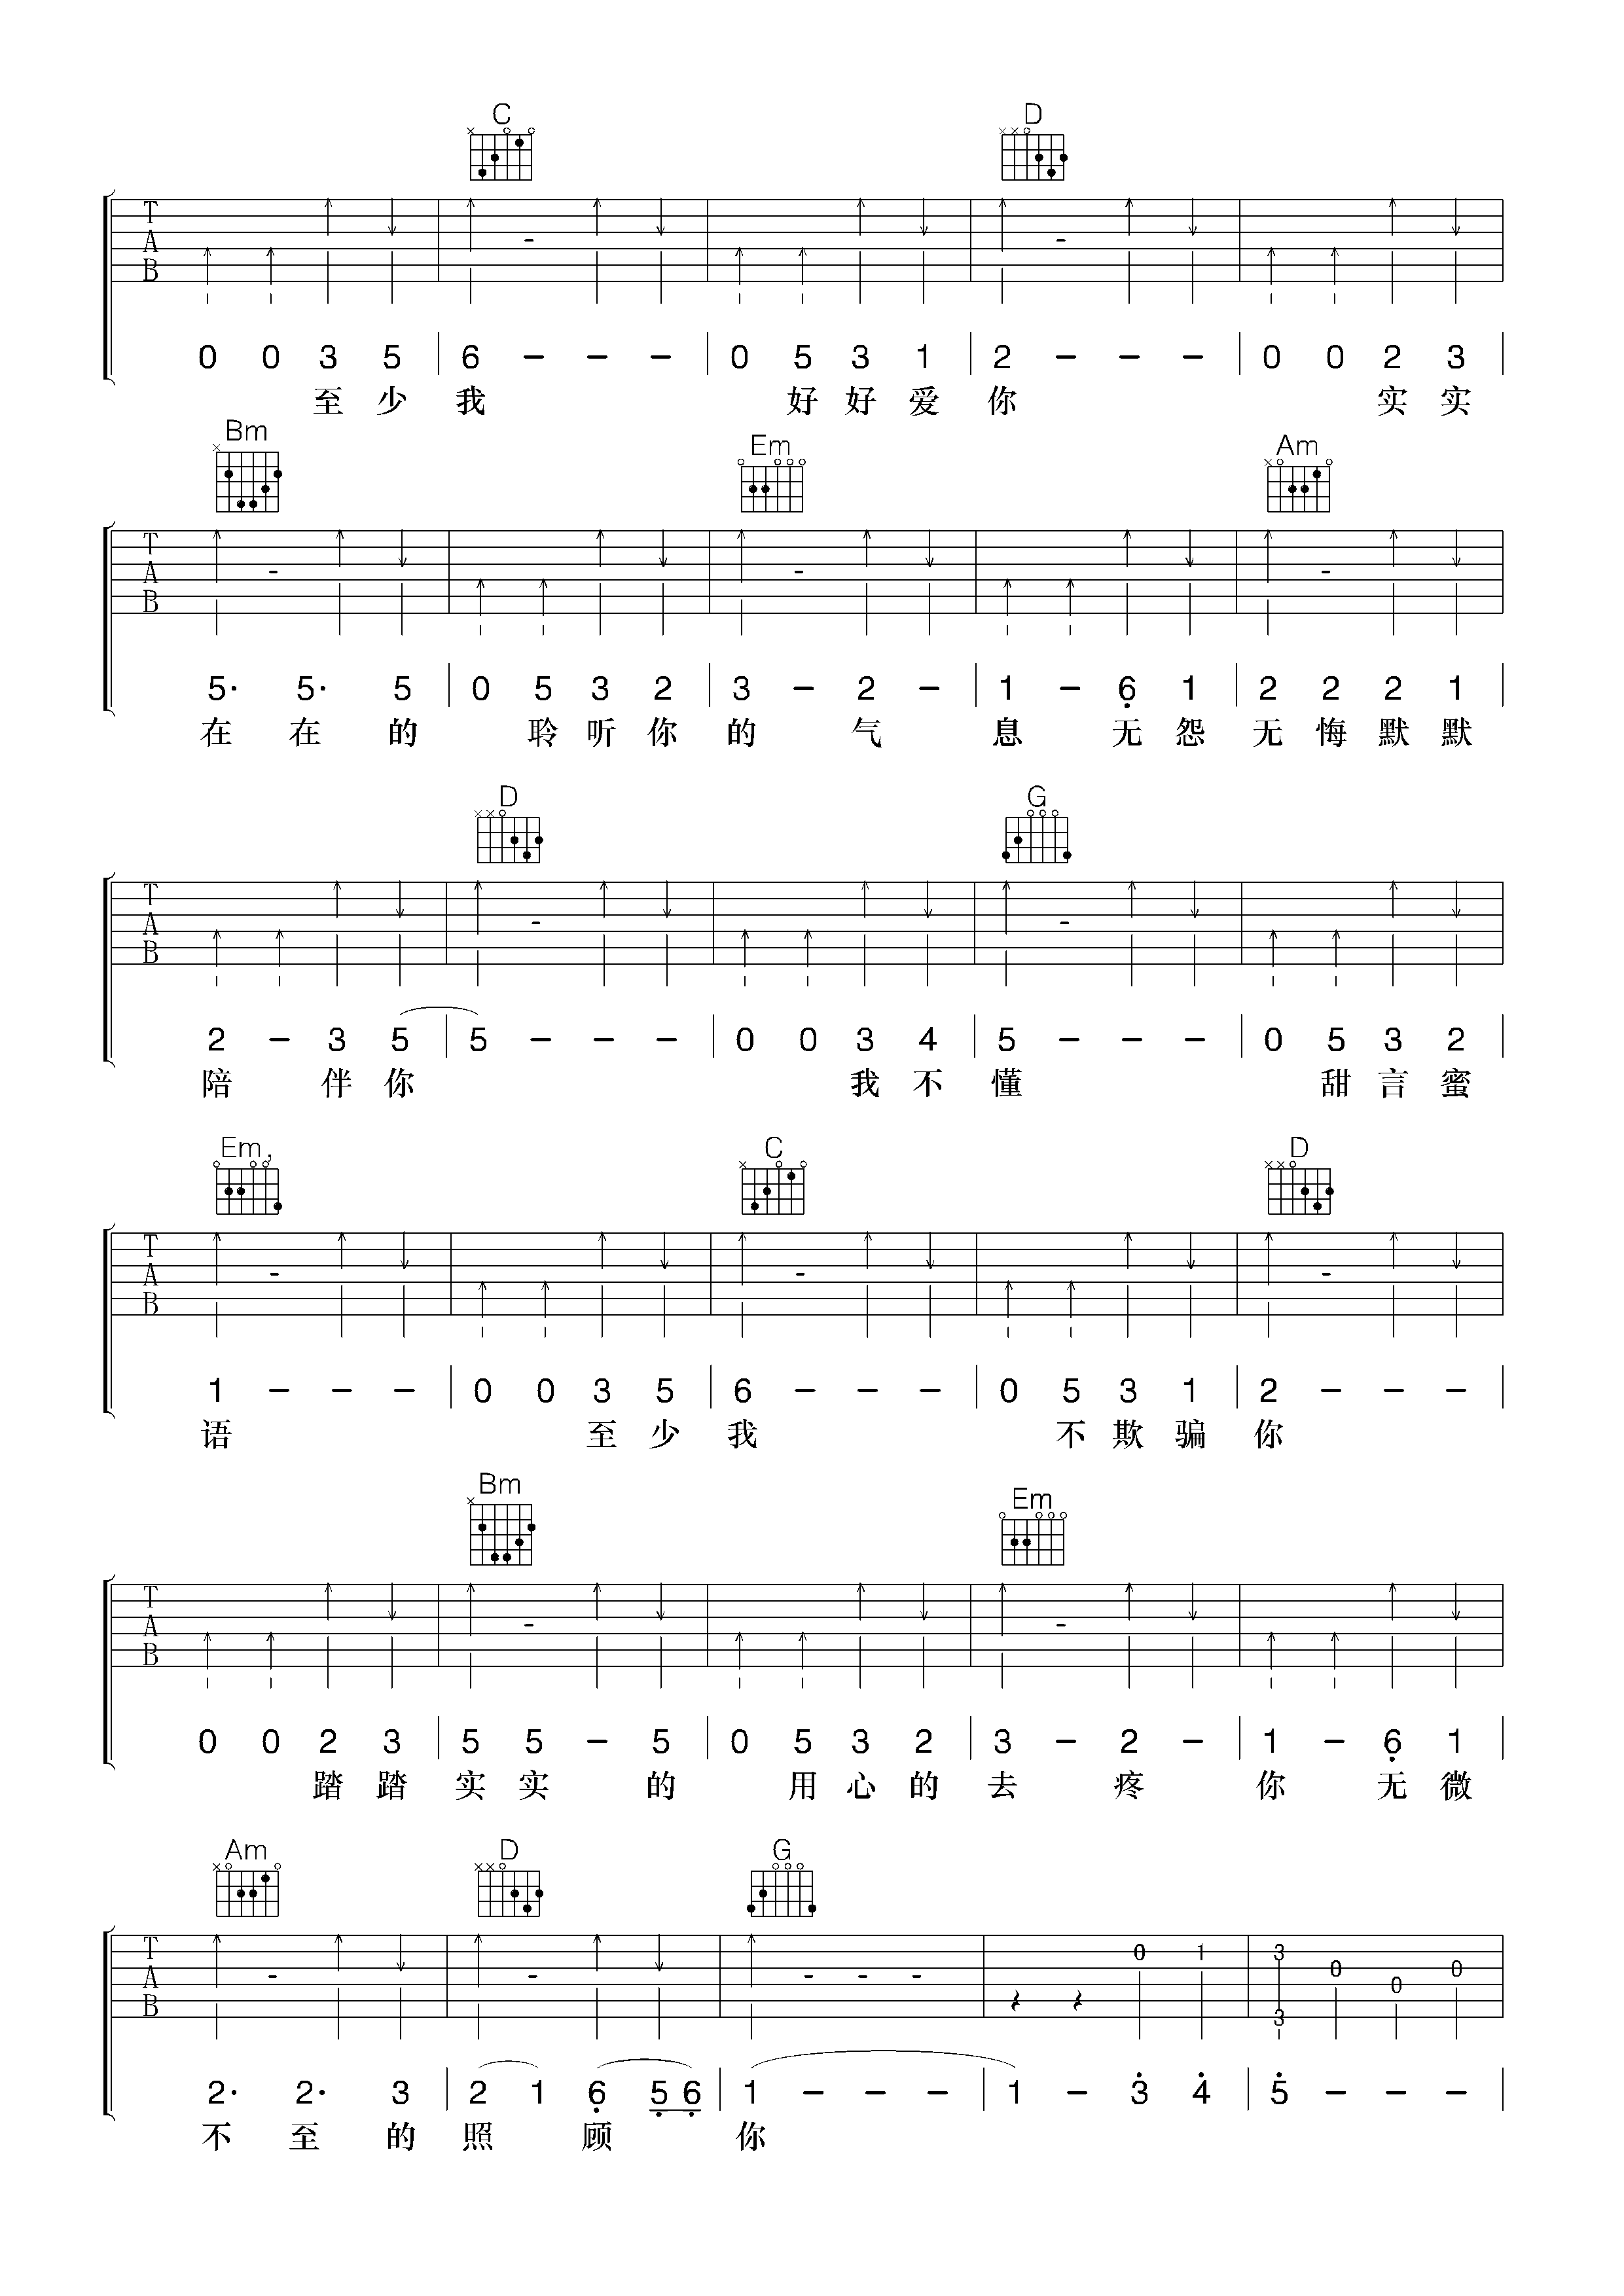 C D
T
A
B
0 0 3 5 | 6 – – – | 0 5 3 1 | 2 – – – | 0 0 2 3 |
至 少 我 好 好 爱 你 实 实
Bm Em Am
T
A
B
5· 5· 5 | 0 5 3 2 | 3 – 2 – | 1 – 6̣ 1 | 2 2 2 1
在 在 的 聆 听 你 的 气 息 无 怨 无 悔 默 默
D G
T
A
B
2 – 3 5 | 5 – – – | 0 0 3 4 | 5 – – – | 0 5 3 2 |
陪 伴 你 我 不 懂 甜 言 蜜
Em7 C D
T
A
B
1 – – – | 0 0 3 5 | 6 – – – | 0 5 3 1 | 2 – – –
语 至 少 我 不 欺 骗 你
Bm Em
T
A
B
0 0 2 3 | 5 5 – 5 | 0 5 3 2 | 3 – 2 – | 1 – 6̣ 1 |
踏 踏 实 实 的 用 心 的 去 疼 你 无 微
Am D G
T
A
B
0 1 3 3 0 0 0
2· 2· 3 | 2 1 6̣ 5̣ 6̣ | 1 – – – | 1 – 3̇ 4̇ | 5̇ – – – |
不 至 的 照 顾 你